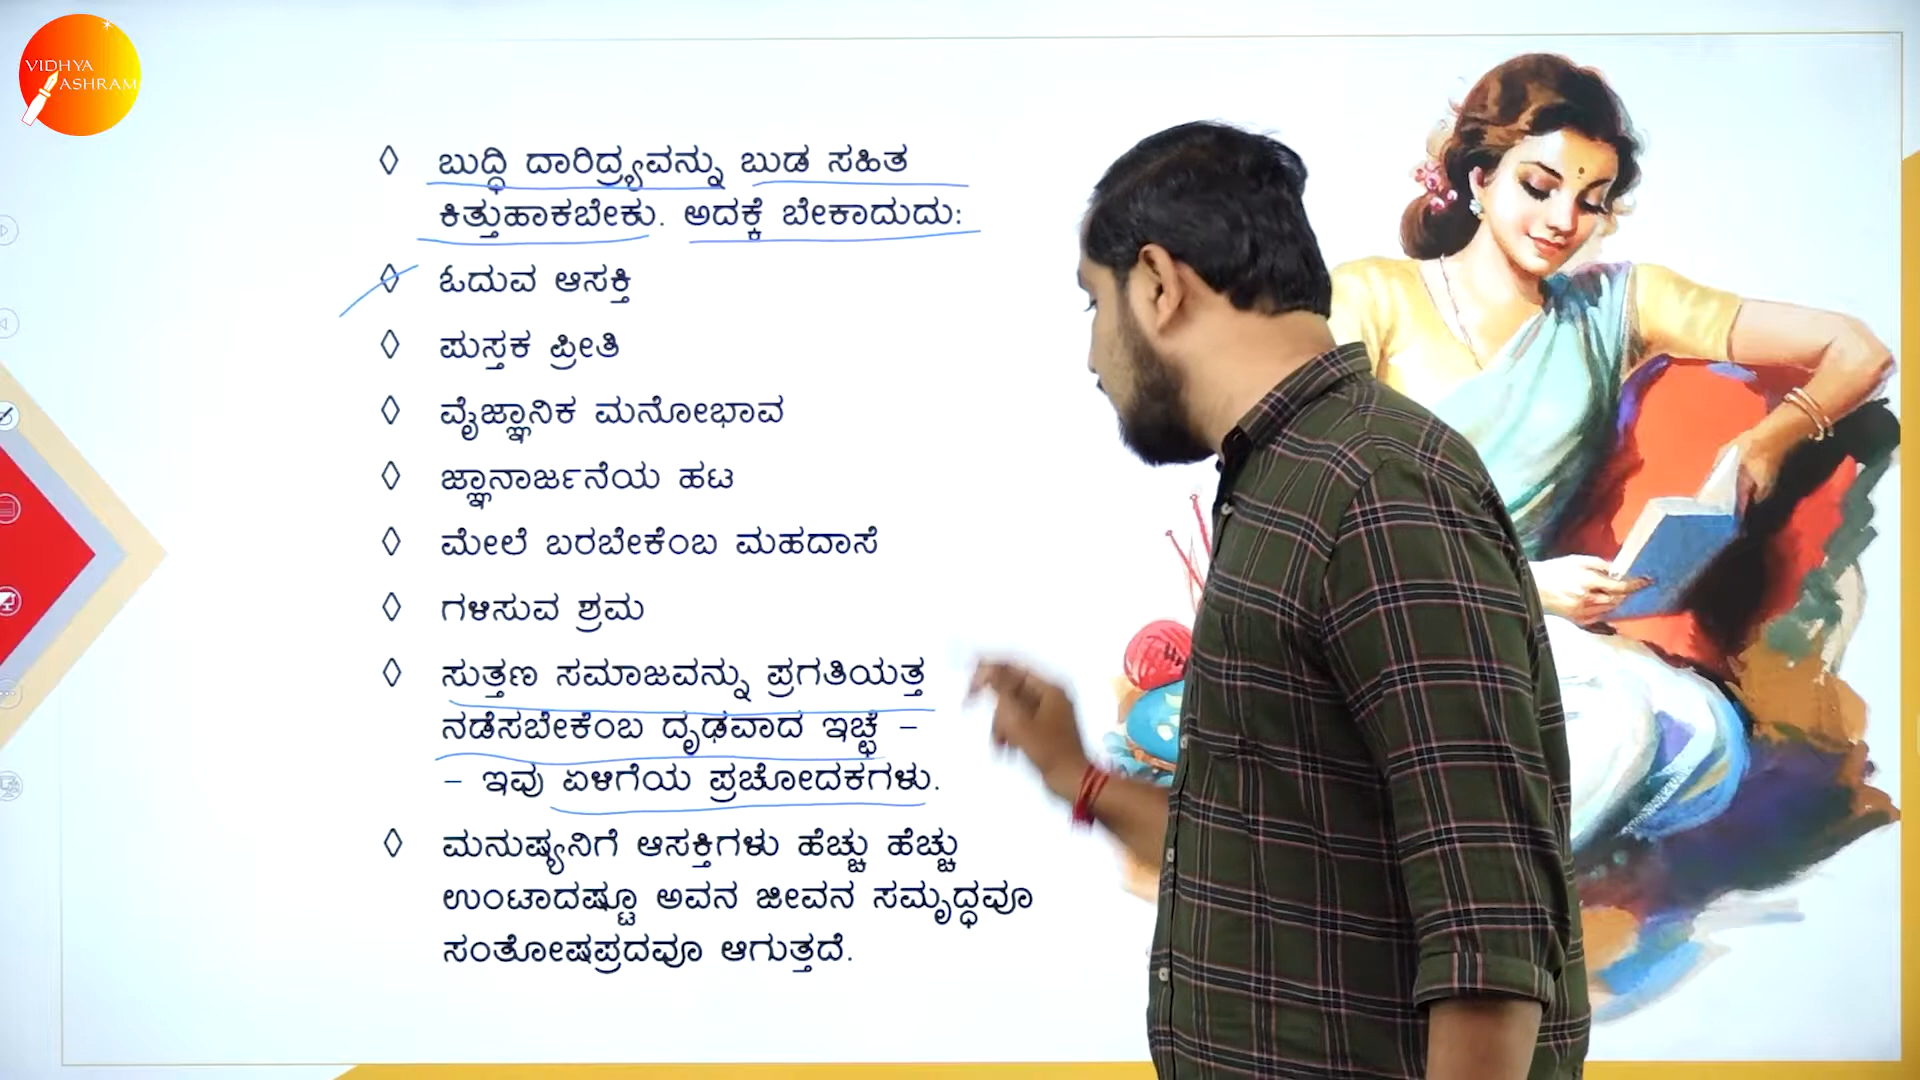 VIDHYA
ASHRAM
ಬುದ್ಧಿ ದಾರಿದ್ರ್ಯವನ್ನು ಬುಡ ಸಹಿತ
ಕಿತ್ತುಹಾಕಬೇಕು. ಅದಕ್ಕೆ ಬೇಕಾದುದು:
ಓದುವ ಆಸಕ್ತಿ
ಪುಸ್ತಕ ಪ್ರೀತಿ
ವೈಜ್ಞಾನಿಕ ಮನೋಭಾವ
ಜ್ಞಾನಾರ್ಜನೆಯ ಹಟ
ಮೇಲೆ ಬರಬೇಕೆಂಬ ಮಹದಾಸೆ
ಗಳಿಸುವ ಶ್ರಮ
ಸುತ್ತಣ ಸಮಾಜವನ್ನು ಪ್ರಗತಿಯತ್ತ
ನಡೆಸಬೇಕೆಂಬ ದೃಢವಾದ ಇಚ್ಛೆ –
– ಇವು ಏಳಿಗೆಯ ಪ್ರಚೋದಕಗಳು.
ಮನುಷ್ಯನಿಗೆ ಆಸಕ್ತಿಗಳು ಹೆಚ್ಚು ಹೆಚ್ಚು
ಉಂಟಾದಷ್ಟೂ ಅವನ ಜೀವನ ಸಮೃದ್ಧವೂ
ಸಂತೋಷಪ್ರದವೂ ಆಗುತ್ತದೆ.